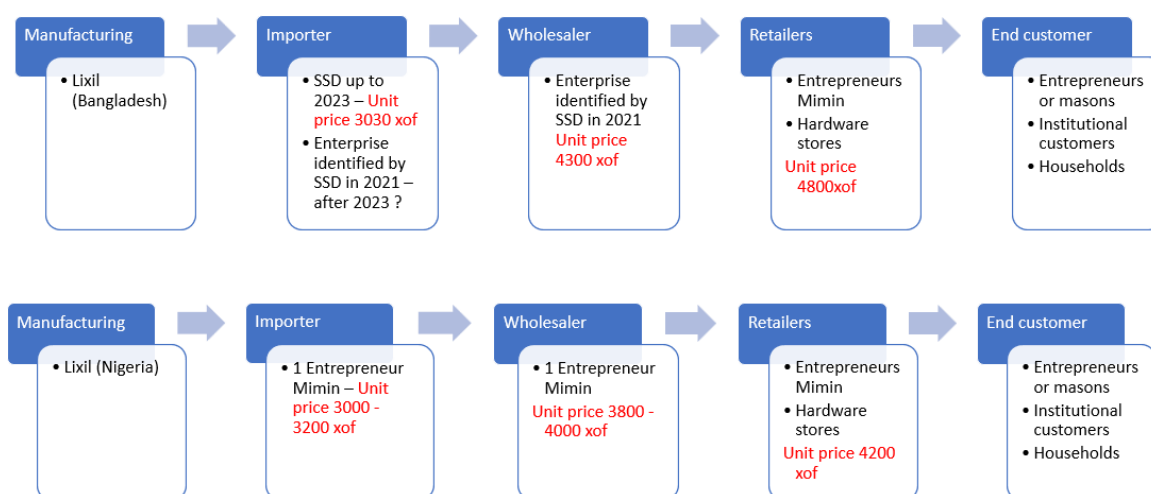 Manufacturing
• Lixil
(Bangladesh)
Importer
• SSD up to
2023 – Unit
price 3030 xof
• Enterprise
identified by
SSD in 2021 –
after 2023 ?
Wholesaler
• Enterprise
identified by
SSD in 2021
Unit price
4300 xof
Retailers
• Entrepreneurs
Mimin
• Hardware
stores
Unit price
4800xof
End customer
• Entrepreneurs
or masons
• Institutional
customers
• Households
Manufacturing
• Lixil (Nigeria)
Importer
• 1 Entrepreneur
Mimin – Unit
price 3000 -
3200 xof
Wholesaler
• 1 Entrepreneur
Mimin
Unit price 3800 -
4000 xof
Retailers
• Entrepreneurs
Mimin
• Hardware
stores
Unit price 4200
xof
End customer
• Entrepreneurs
or masons
• Institutional
customers
• Households